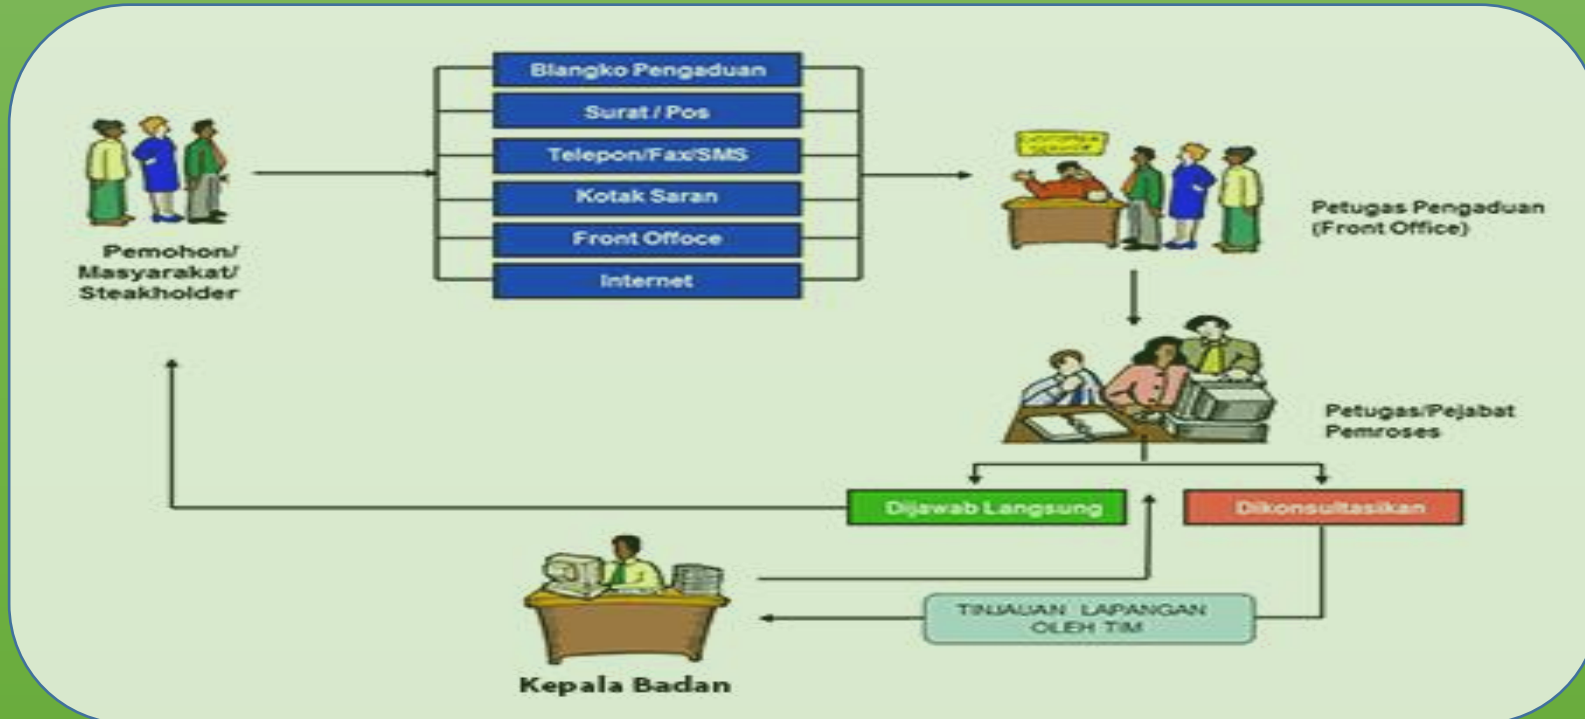 Blangko Pengaduan
Surat / Pos
Telepon/Fax/SMS
Kotak Saran
Front Offoce
Internet
Pemohon/
Masyarakat/
Steakholder
Petugas Pengaduan
(Front Office)
Petugas/Pejabat
Pemroses
Dijawab Langsung
Dikonsultasikan
TINJAUAN LAPANGAN
OLEH TIM
Kepala Badan